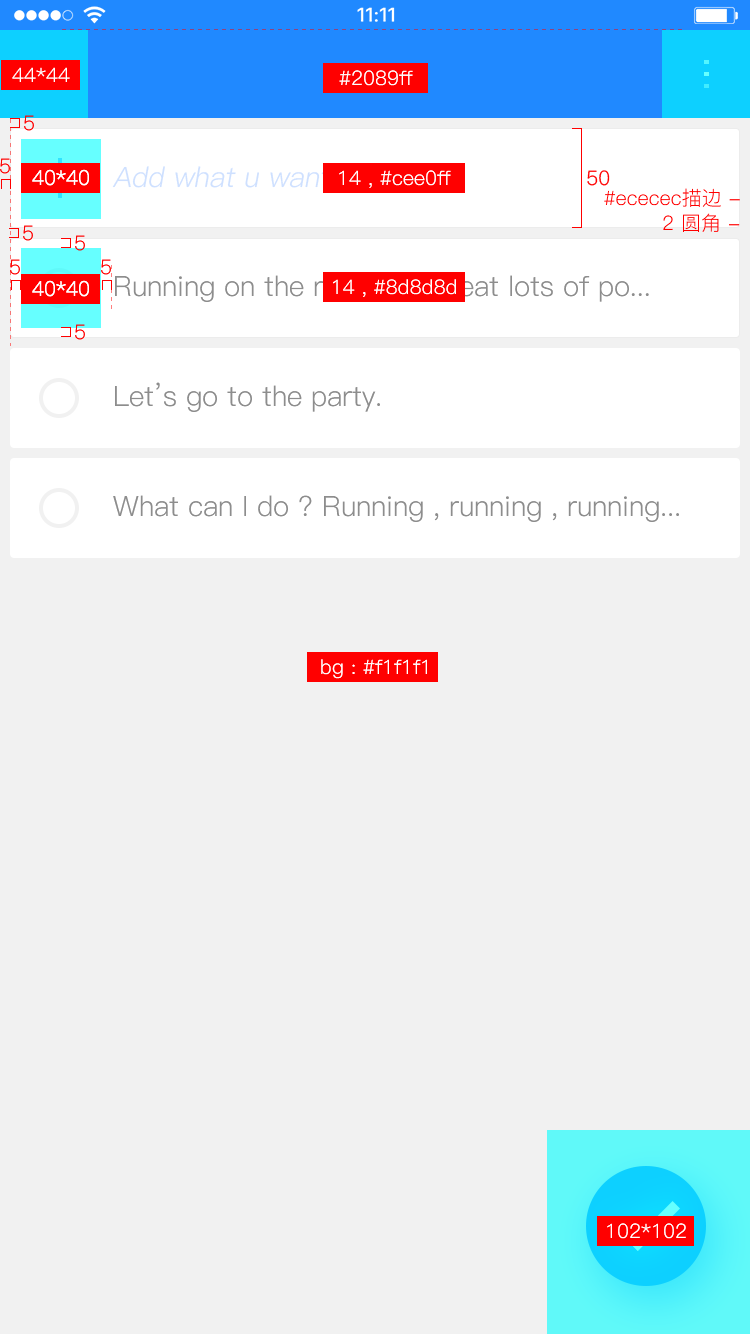 11:11
44*44
#2089ff
5
5
40*40
Add what u wan
14 , #cee0ff
50
#ececec描边
2 圆角
5
5
5
5
40*40
Running on the r
14 , #8d8d8d
eat lots of po...
5
Let's go to the party.
What can I do ? Running , running , running...
bg : #f1f1f1
102*102